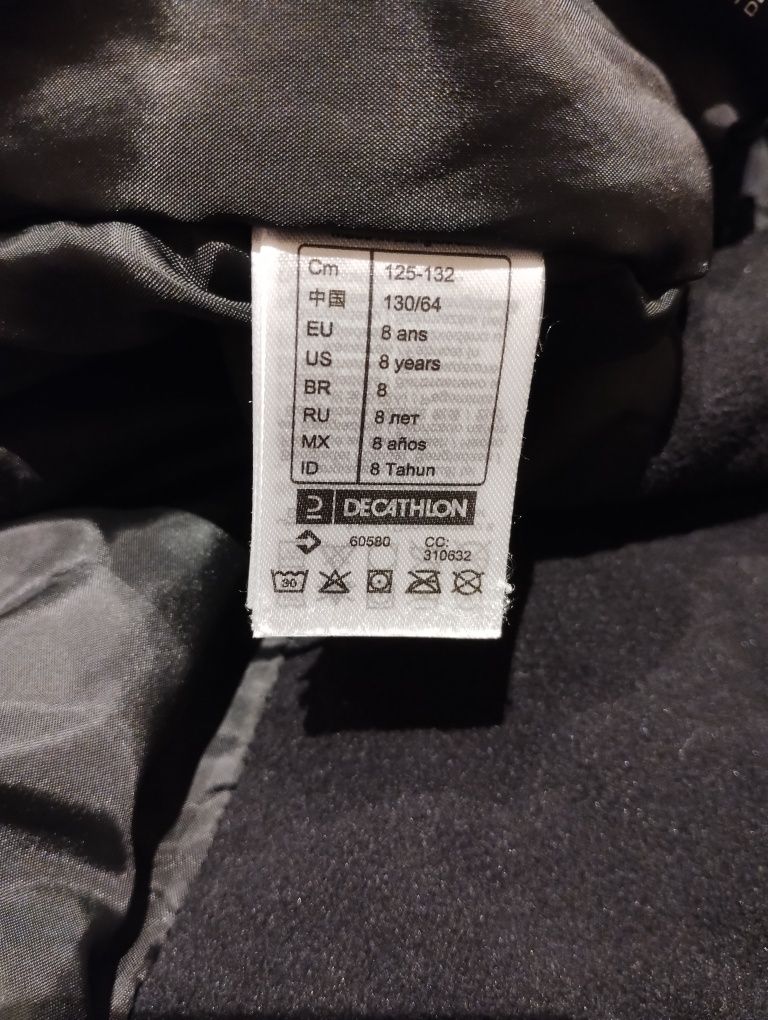 Cm 125-132
中国 130/64
EU 8 ans
US 8 years
BR 8
RU 8 лет
MX 8 años
ID 8 Tahun
DECATHLON
60580 CC:
310632
30